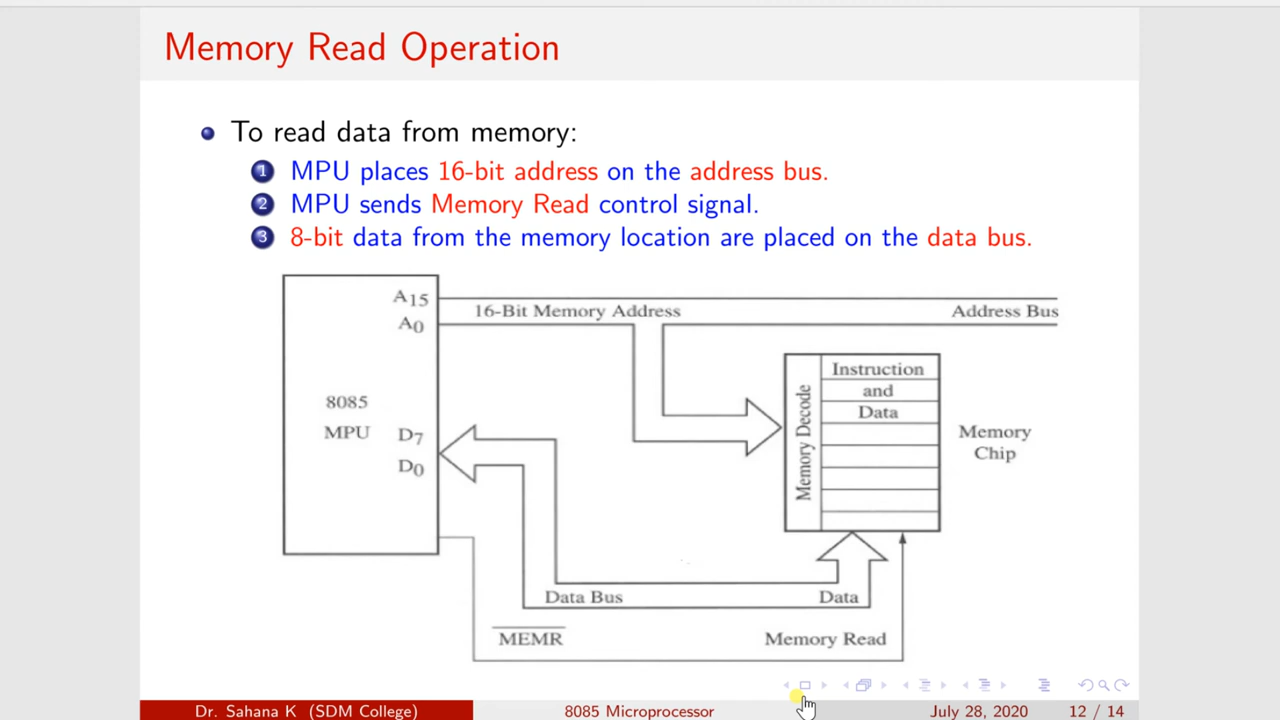 Memory Read Operation
To read data from memory:
1 MPU places 16-bit address on the address bus.
2 MPU sends Memory Read control signal.
3 8-bit data from the memory location are placed on the data bus.
A15
16-Bit Memory Address
Address Bus
A0
Instruction
and
Data
Memory Decode
8085
MPU
D7
D0
Memory
Chip
Data Bus
Data
MEMR
Memory Read
Dr. Sahana K (SDM College)
8085 Microprocessor
July 28, 2020
12 / 14